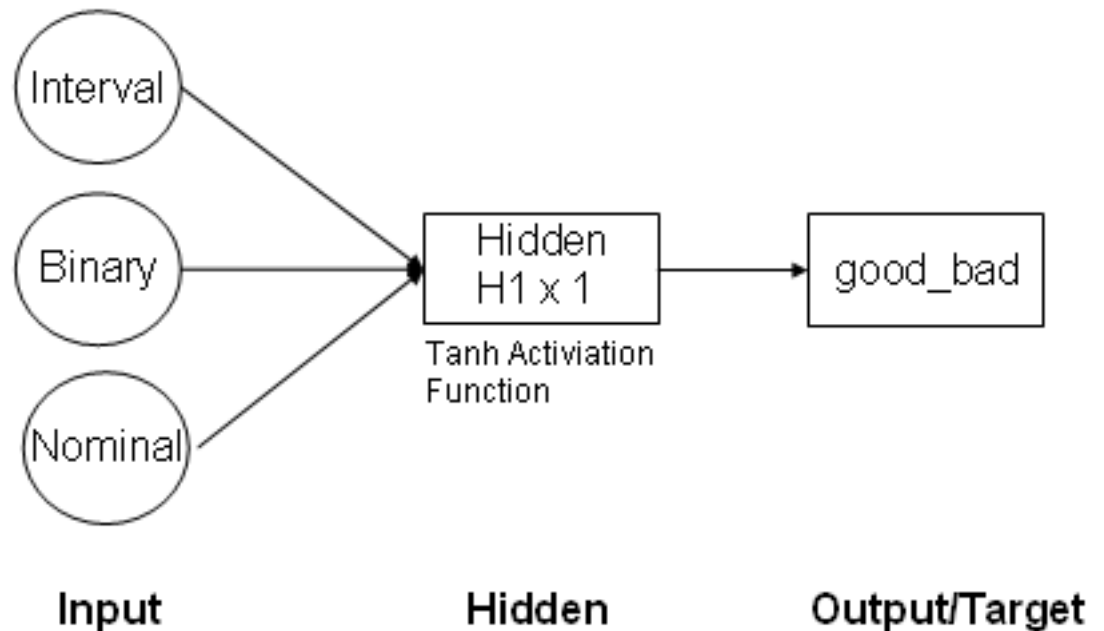 Interval
Binary
Nominal
Hidden
H1 x 1
Tanh Activiation
Function
good_bad
Input
Hidden
Output/Target